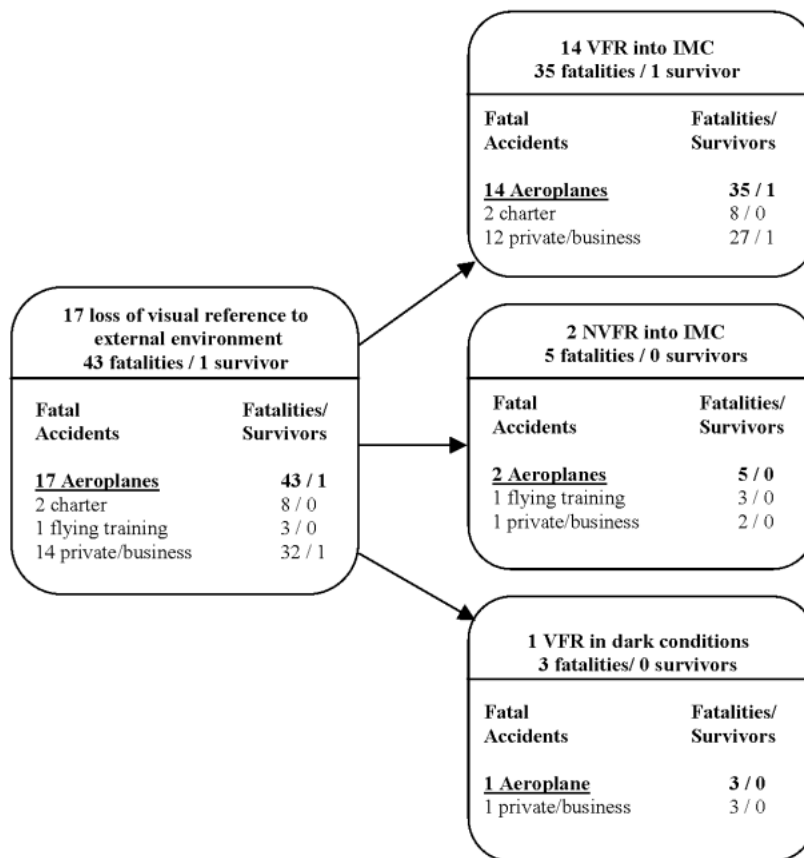 14 VFR into IMC
35 fatalities / 1 survivor
Fatal Fatalities/
Accidents Survivors
14 Aeroplanes 35 / 1
2 charter 8 / 0
12 private/business 27 / 1
17 loss of visual reference to
external environment
43 fatalities / 1 survivor
Fatal Fatalities/
Accidents Survivors
17 Aeroplanes 43 / 1
2 charter 8 / 0
1 flying training 3 / 0
14 private/business 32 / 1
2 NVFR into IMC
5 fatalities / 0 survivors
Fatal Fatalities/
Accidents Survivors
2 Aeroplanes 5 / 0
1 flying training 3 / 0
1 private/business 2 / 0
1 VFR in dark conditions
3 fatalities/ 0 survivors
Fatal Fatalities/
Accidents Survivors
1 Aeroplane 3 / 0
1 private/business 3 / 0